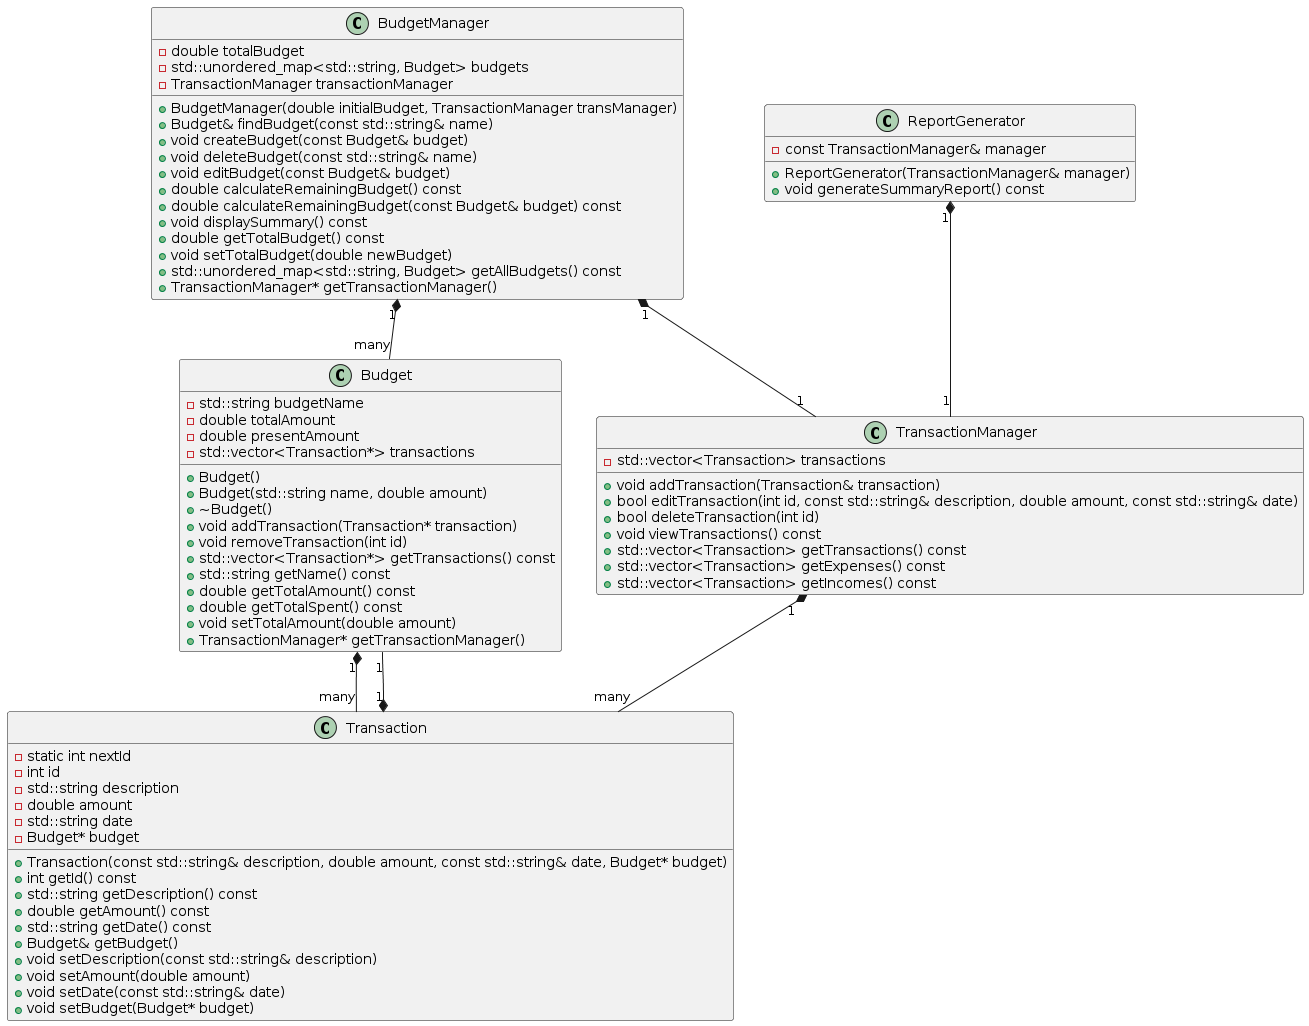 BudgetManager
double totalBudget
std::unordered_map<std::string, Budget> budgets
TransactionManager transactionManager
BudgetManager(double initialBudget, TransactionManager transManager)
Budget& findBudget(const std::string& name)
void createBudget(const Budget& budget)
void deleteBudget(const std::string& name)
void editBudget(const Budget& budget)
double calculateRemainingBudget() const
double calculateRemainingBudget(const Budget& budget) const
void displaySummary() const
double getTotalBudget() const
void setTotalBudget(double newBudget)
std::unordered_map<std::string, Budget> getAllBudgets() const
TransactionManager* getTransactionManager()
ReportGenerator
const TransactionManager& manager
ReportGenerator(TransactionManager& manager)
void generateSummaryReport() const
1
many
1
1
1
1
Budget
std::string budgetName
double totalAmount
double presentAmount
std::vector<Transaction*> transactions
Budget()
Budget(std::string name, double amount)
~Budget()
void addTransaction(Transaction* transaction)
void removeTransaction(int id)
std::vector<Transaction*> getTransactions() const
std::string getName() const
double getTotalAmount() const
double getTotalSpent() const
void setTotalAmount(double amount)
TransactionManager* getTransactionManager()
TransactionManager
std::vector<Transaction> transactions
void addTransaction(Transaction& transaction)
bool editTransaction(int id, const std::string& description, double amount, const std::string& date)
bool deleteTransaction(int id)
void viewTransactions() const
std::vector<Transaction> getTransactions() const
std::vector<Transaction> getExpenses() const
std::vector<Transaction> getIncomes() const
1
many
1
1
1
many
Transaction
static int nextId
int id
std::string description
double amount
std::string date
Budget* budget
Transaction(const std::string& description, double amount, const std::string& date, Budget* budget)
int getId() const
std::string getDescription() const
double getAmount() const
std::string getDate() const
Budget& getBudget()
void setDescription(const std::string& description)
void setAmount(double amount)
void setDate(const std::string& date)
void setBudget(Budget* budget)